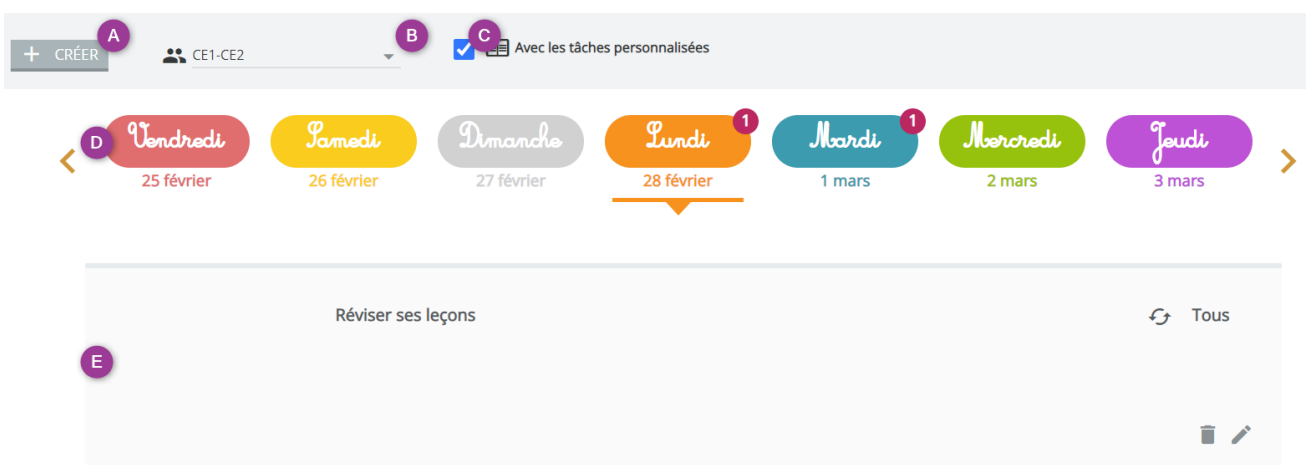 A B C
+ CRÉER CE1-CE2 Avec les tâches personnalisées
D Vendredi Samedi Dimanche Lundi 1 Mardi 1 Mercredi Jeudi
25 février 26 février 27 février 28 février 1 mars 2 mars 3 mars
Réviser ses leçons Tous
E